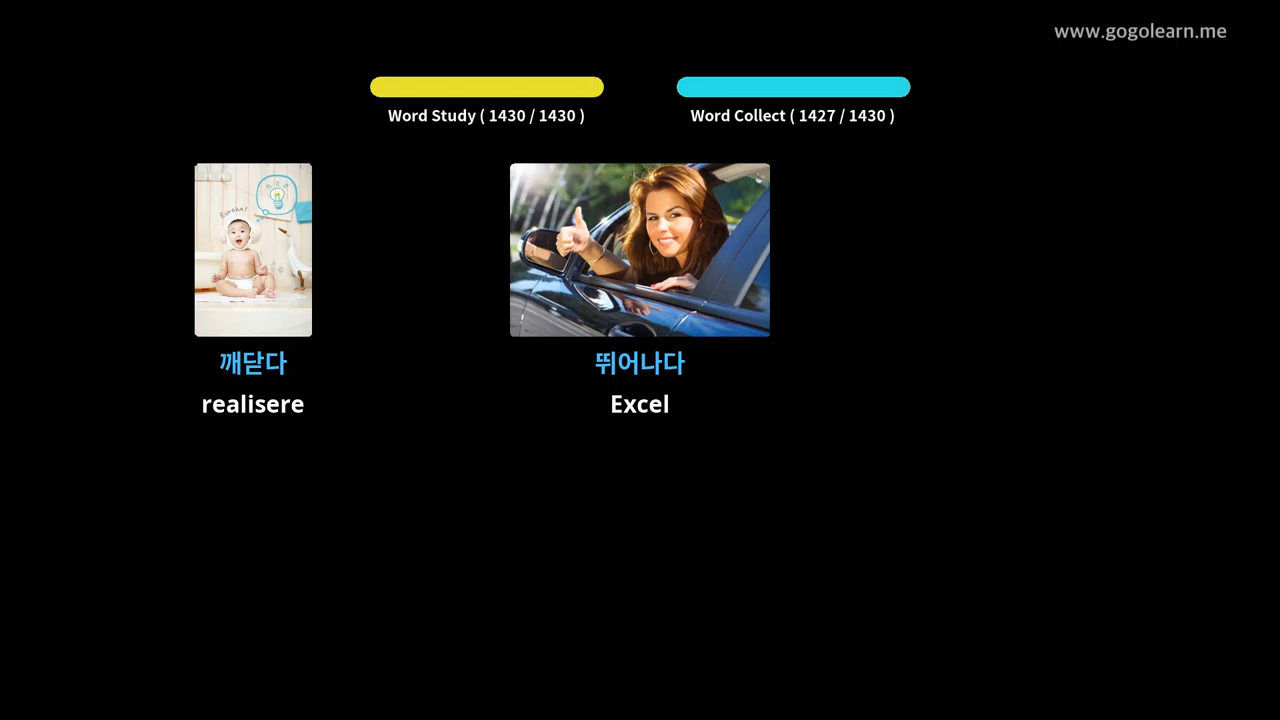 www.gogolearn.me
Word Study ( 1430 / 1430 )
Word Collect ( 1427 / 1430 )
Eureka!
깨닫다
뛰어나다
realisere
Excel